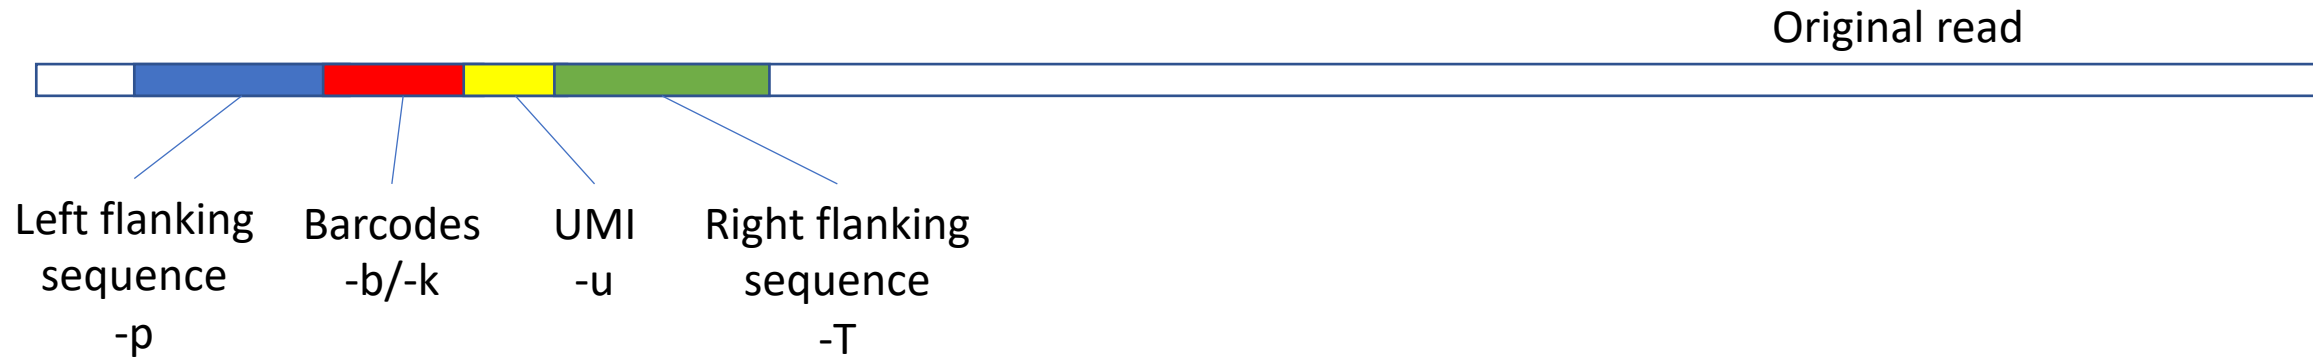 Original read
Left flanking
sequence
-p
Barcodes
-b/-k
UMI
-u
Right flanking
sequence
-T